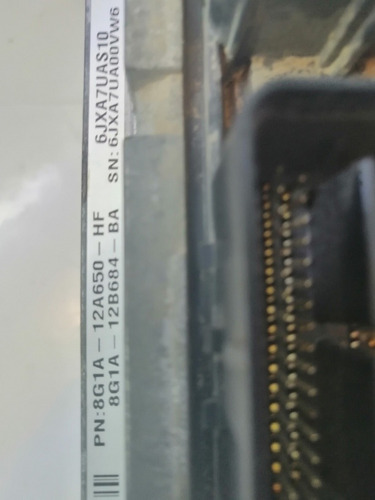 PN:8G1A-12A650-HF 6JXA7UAS10
8G1A-12B684-BA SN:6JXA7UA00VW6